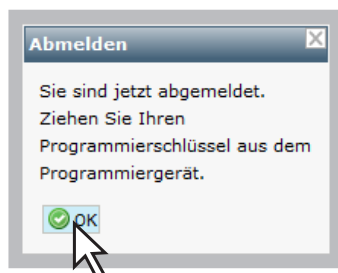 Abmelden
Sie sind jetzt abgemeldet.
Ziehen Sie Ihren
Programmierschlüssel aus dem
Programmiergerät.
OK